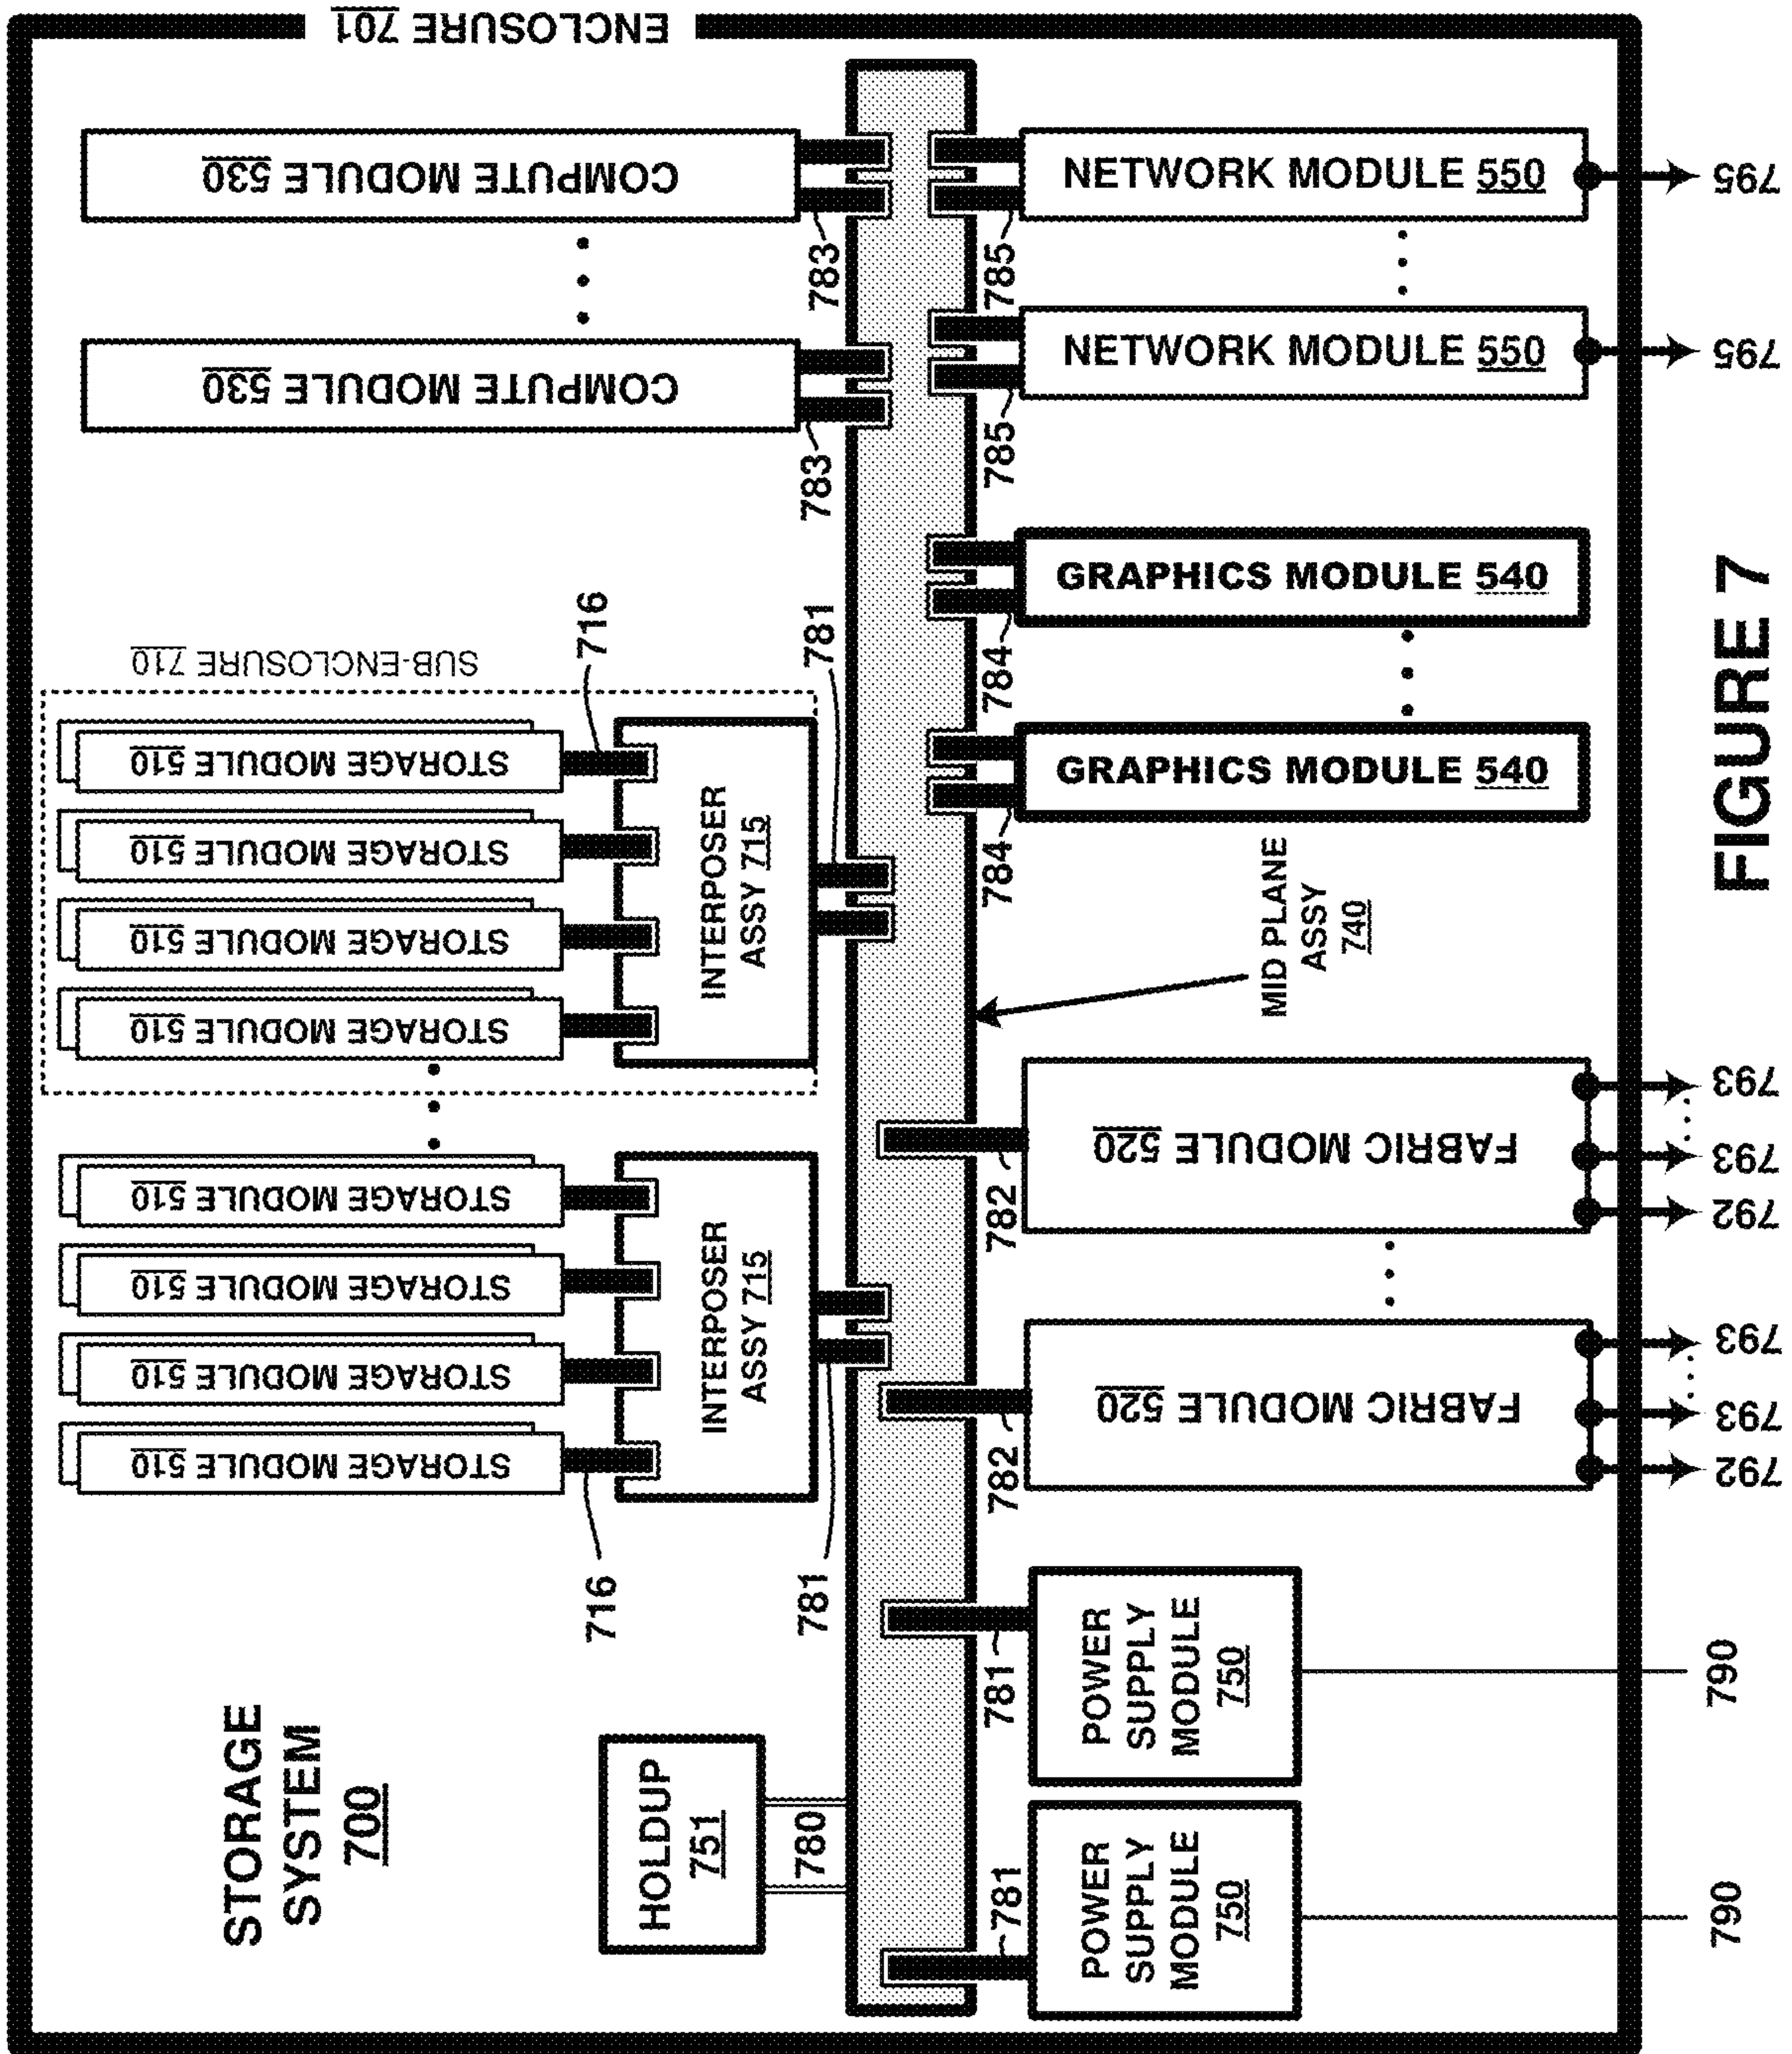 ENCLOSURE 701
COMPUTE MODULE 530
783
COMPUTE MODULE 530
783
SUB-ENCLOSURE 710
STORAGE MODULE 510
STORAGE MODULE 510
STORAGE MODULE 510
STORAGE MODULE 510
716
INTERPOSER
ASSY 715
781
STORAGE MODULE 510
STORAGE MODULE 510
STORAGE MODULE 510
STORAGE MODULE 510
716
INTERPOSER
ASSY 715
781
STORAGE
SYSTEM
700
HOLDUP
751
780
NETWORK MODULE 550
785
795
NETWORK MODULE 550
785
795
GRAPHICS MODULE 540
784
GRAPHICS MODULE 540
784
MID PLANE
ASSY
740
FABRIC MODULE 520
782
793
793
792
FABRIC MODULE 520
782
793
793
792
POWER
SUPPLY
MODULE
750
781
790
POWER
SUPPLY
MODULE
750
781
790
FIGURE 7